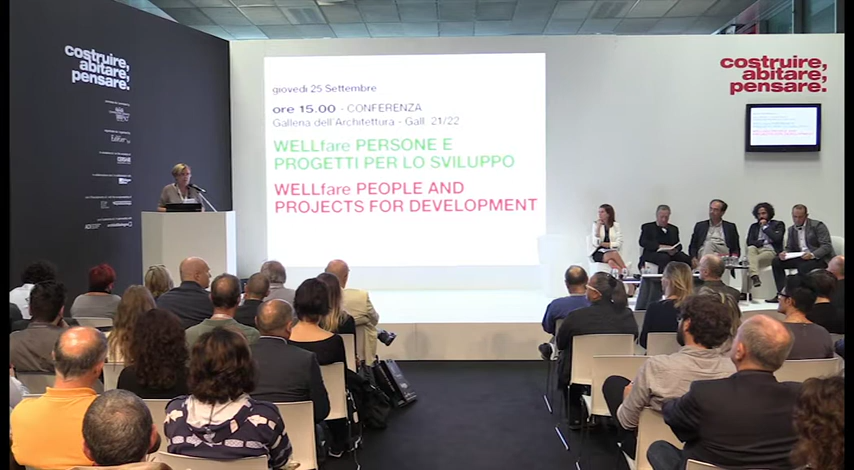 costruire,
abitare,
pensare.
giovedì 25 Settembre
ore 15.00 - CONFERENZA
Galleria dell'Architettura - Gall. 21/22
WELLfare PERSONE E
PROGETTI PER LO SVILUPPO
WELLfare PEOPLE AND
PROJECTS FOR DEVELOPMENT
costruire,
abitare,
pensare.